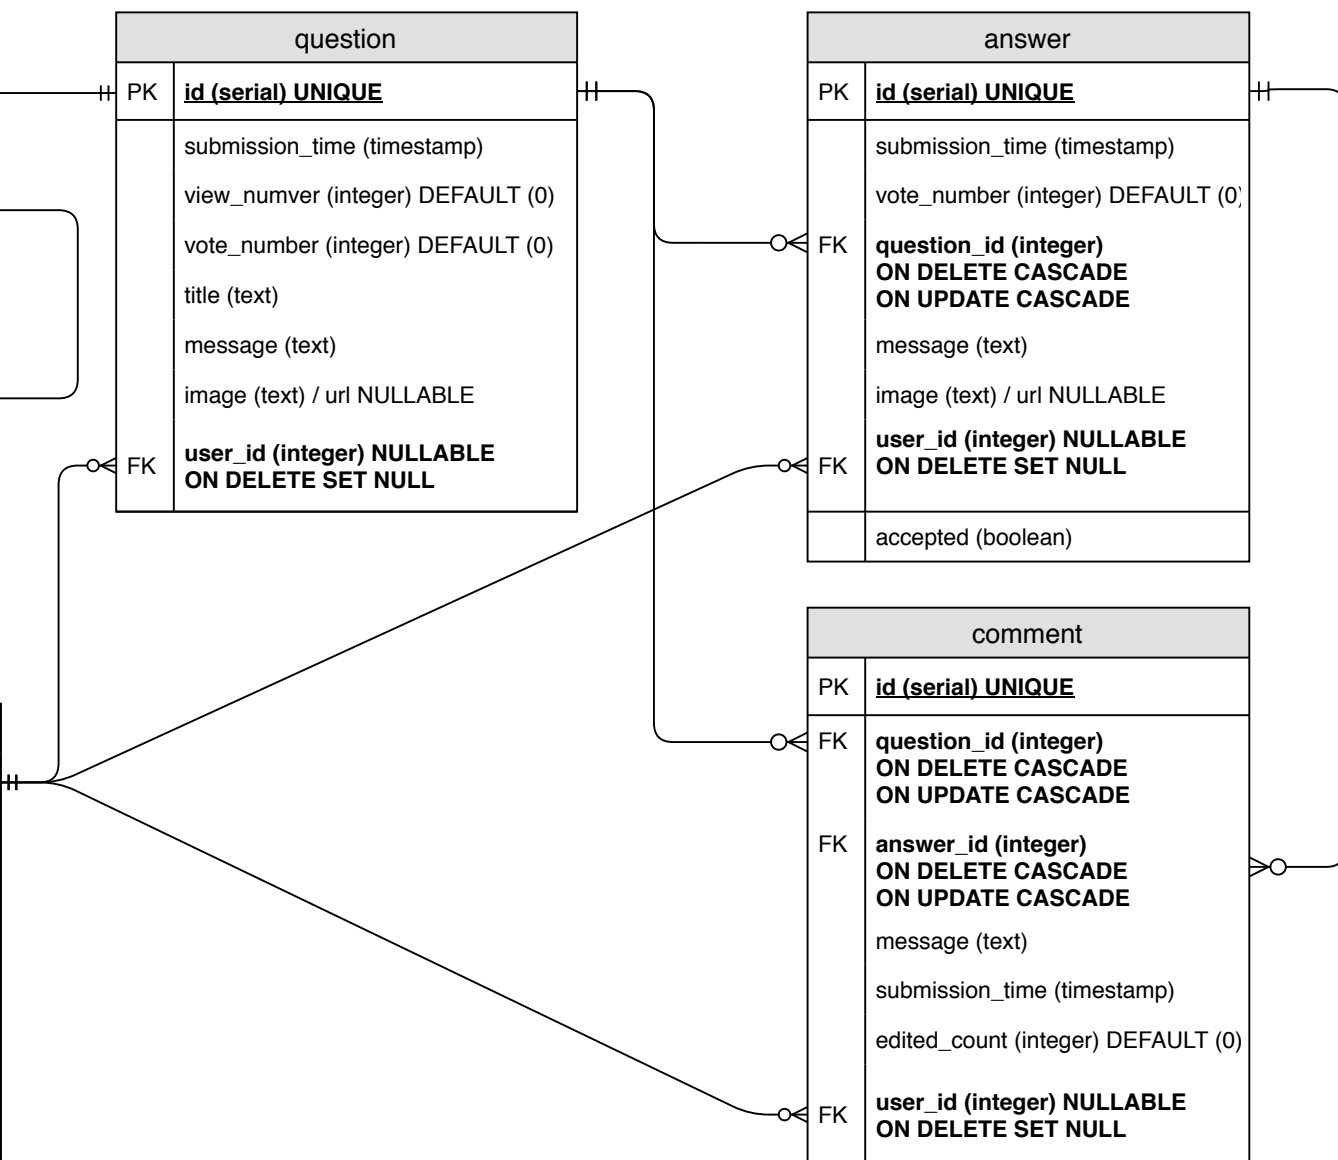 question
PK id (serial) UNIQUE
submission_time (timestamp)
view_numver (integer) DEFAULT (0)
vote_number (integer) DEFAULT (0)
title (text)
message (text)
image (text) / url NULLABLE
FK user_id (integer) NULLABLE
ON DELETE SET NULL
answer
PK id (serial) UNIQUE
submission_time (timestamp)
vote_number (integer) DEFAULT (0)
FK question_id (integer)
ON DELETE CASCADE
ON UPDATE CASCADE
message (text)
image (text) / url NULLABLE
user_id (integer) NULLABLE
FK ON DELETE SET NULL
accepted (boolean)
comment
PK id (serial) UNIQUE
FK question_id (integer)
ON DELETE CASCADE
ON UPDATE CASCADE
FK answer_id (integer)
ON DELETE CASCADE
ON UPDATE CASCADE
message (text)
submission_time (timestamp)
edited_count (integer) DEFAULT (0)
FK user_id (integer) NULLABLE
ON DELETE SET NULL